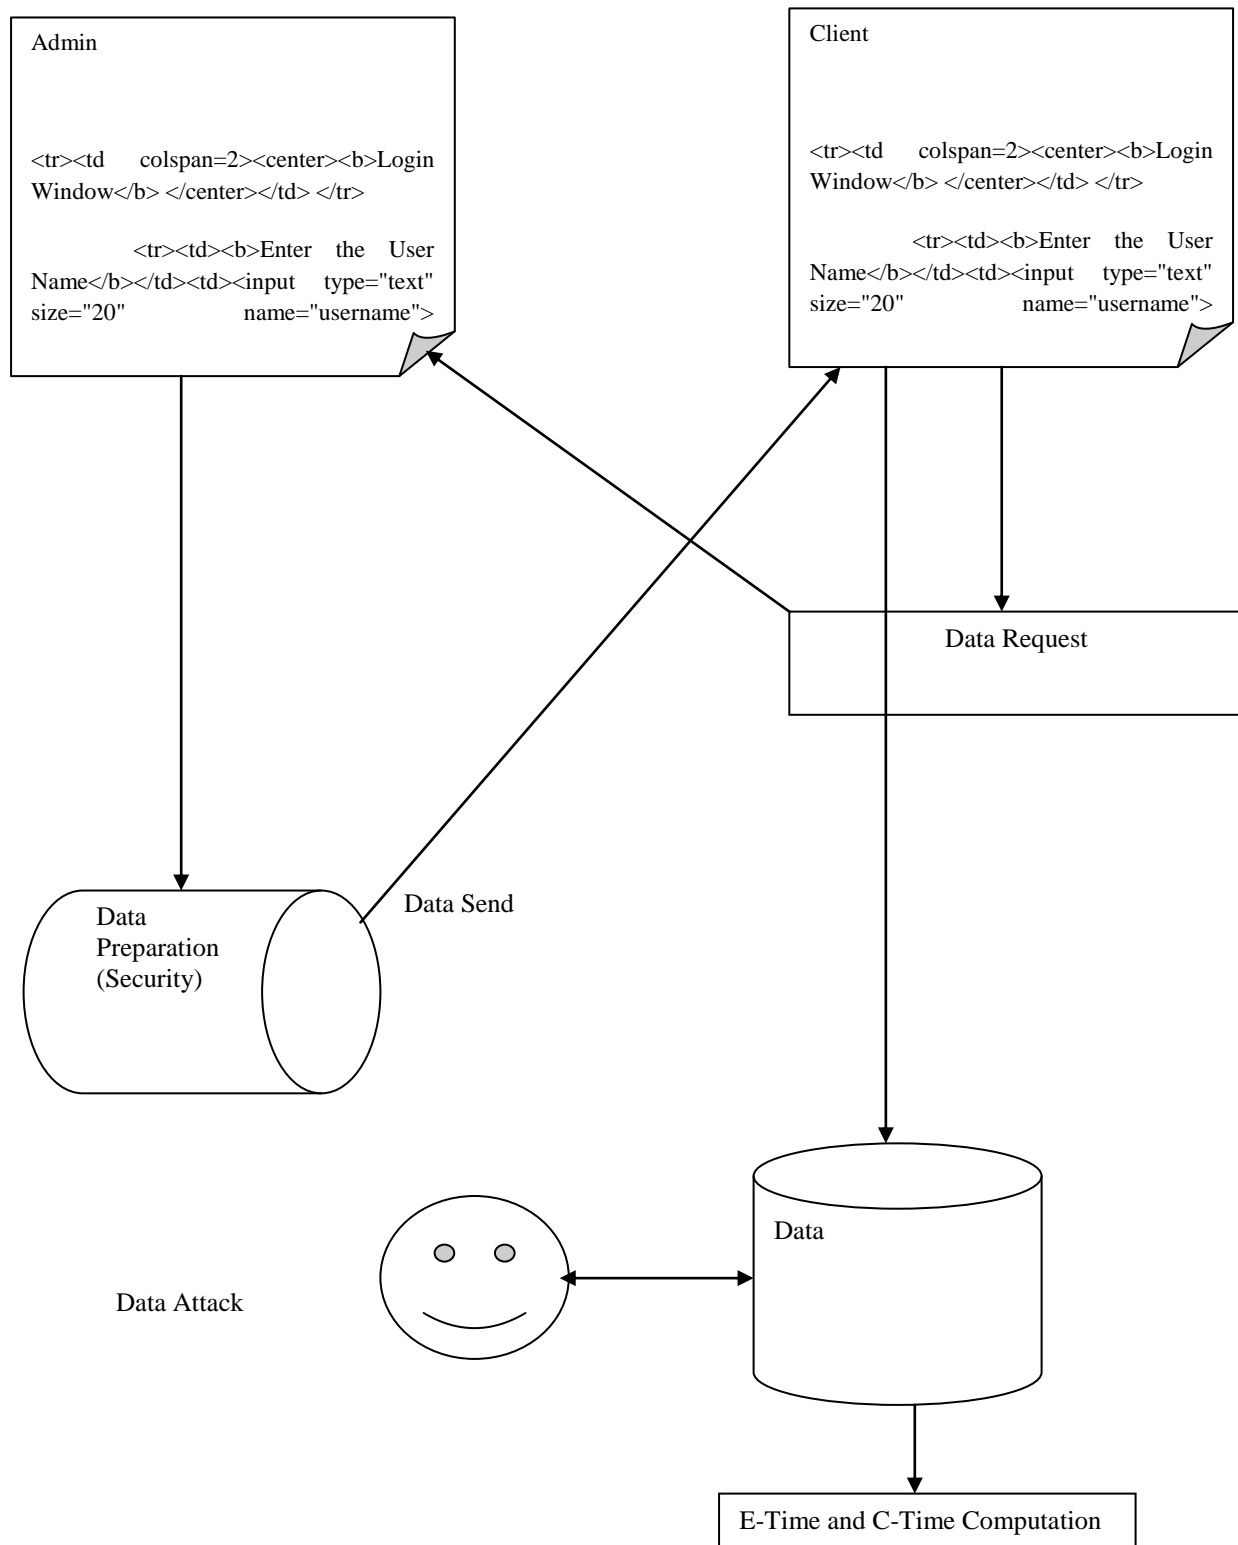 Admin
<tr><td colspan=2><center><b>Login
Window</b> </center></td> </tr>
<tr><td><b>Enter the User
Name</b></td><td><input type="text"
size="20" name="username">
Client
<tr><td colspan=2><center><b>Login
Window</b> </center></td> </tr>
<tr><td><b>Enter the User
Name</b></td><td><input type="text"
size="20" name="username">
Data Request
Data Send
Data
Preparation
(Security)
Data
Data Attack
E-Time and C-Time Computation